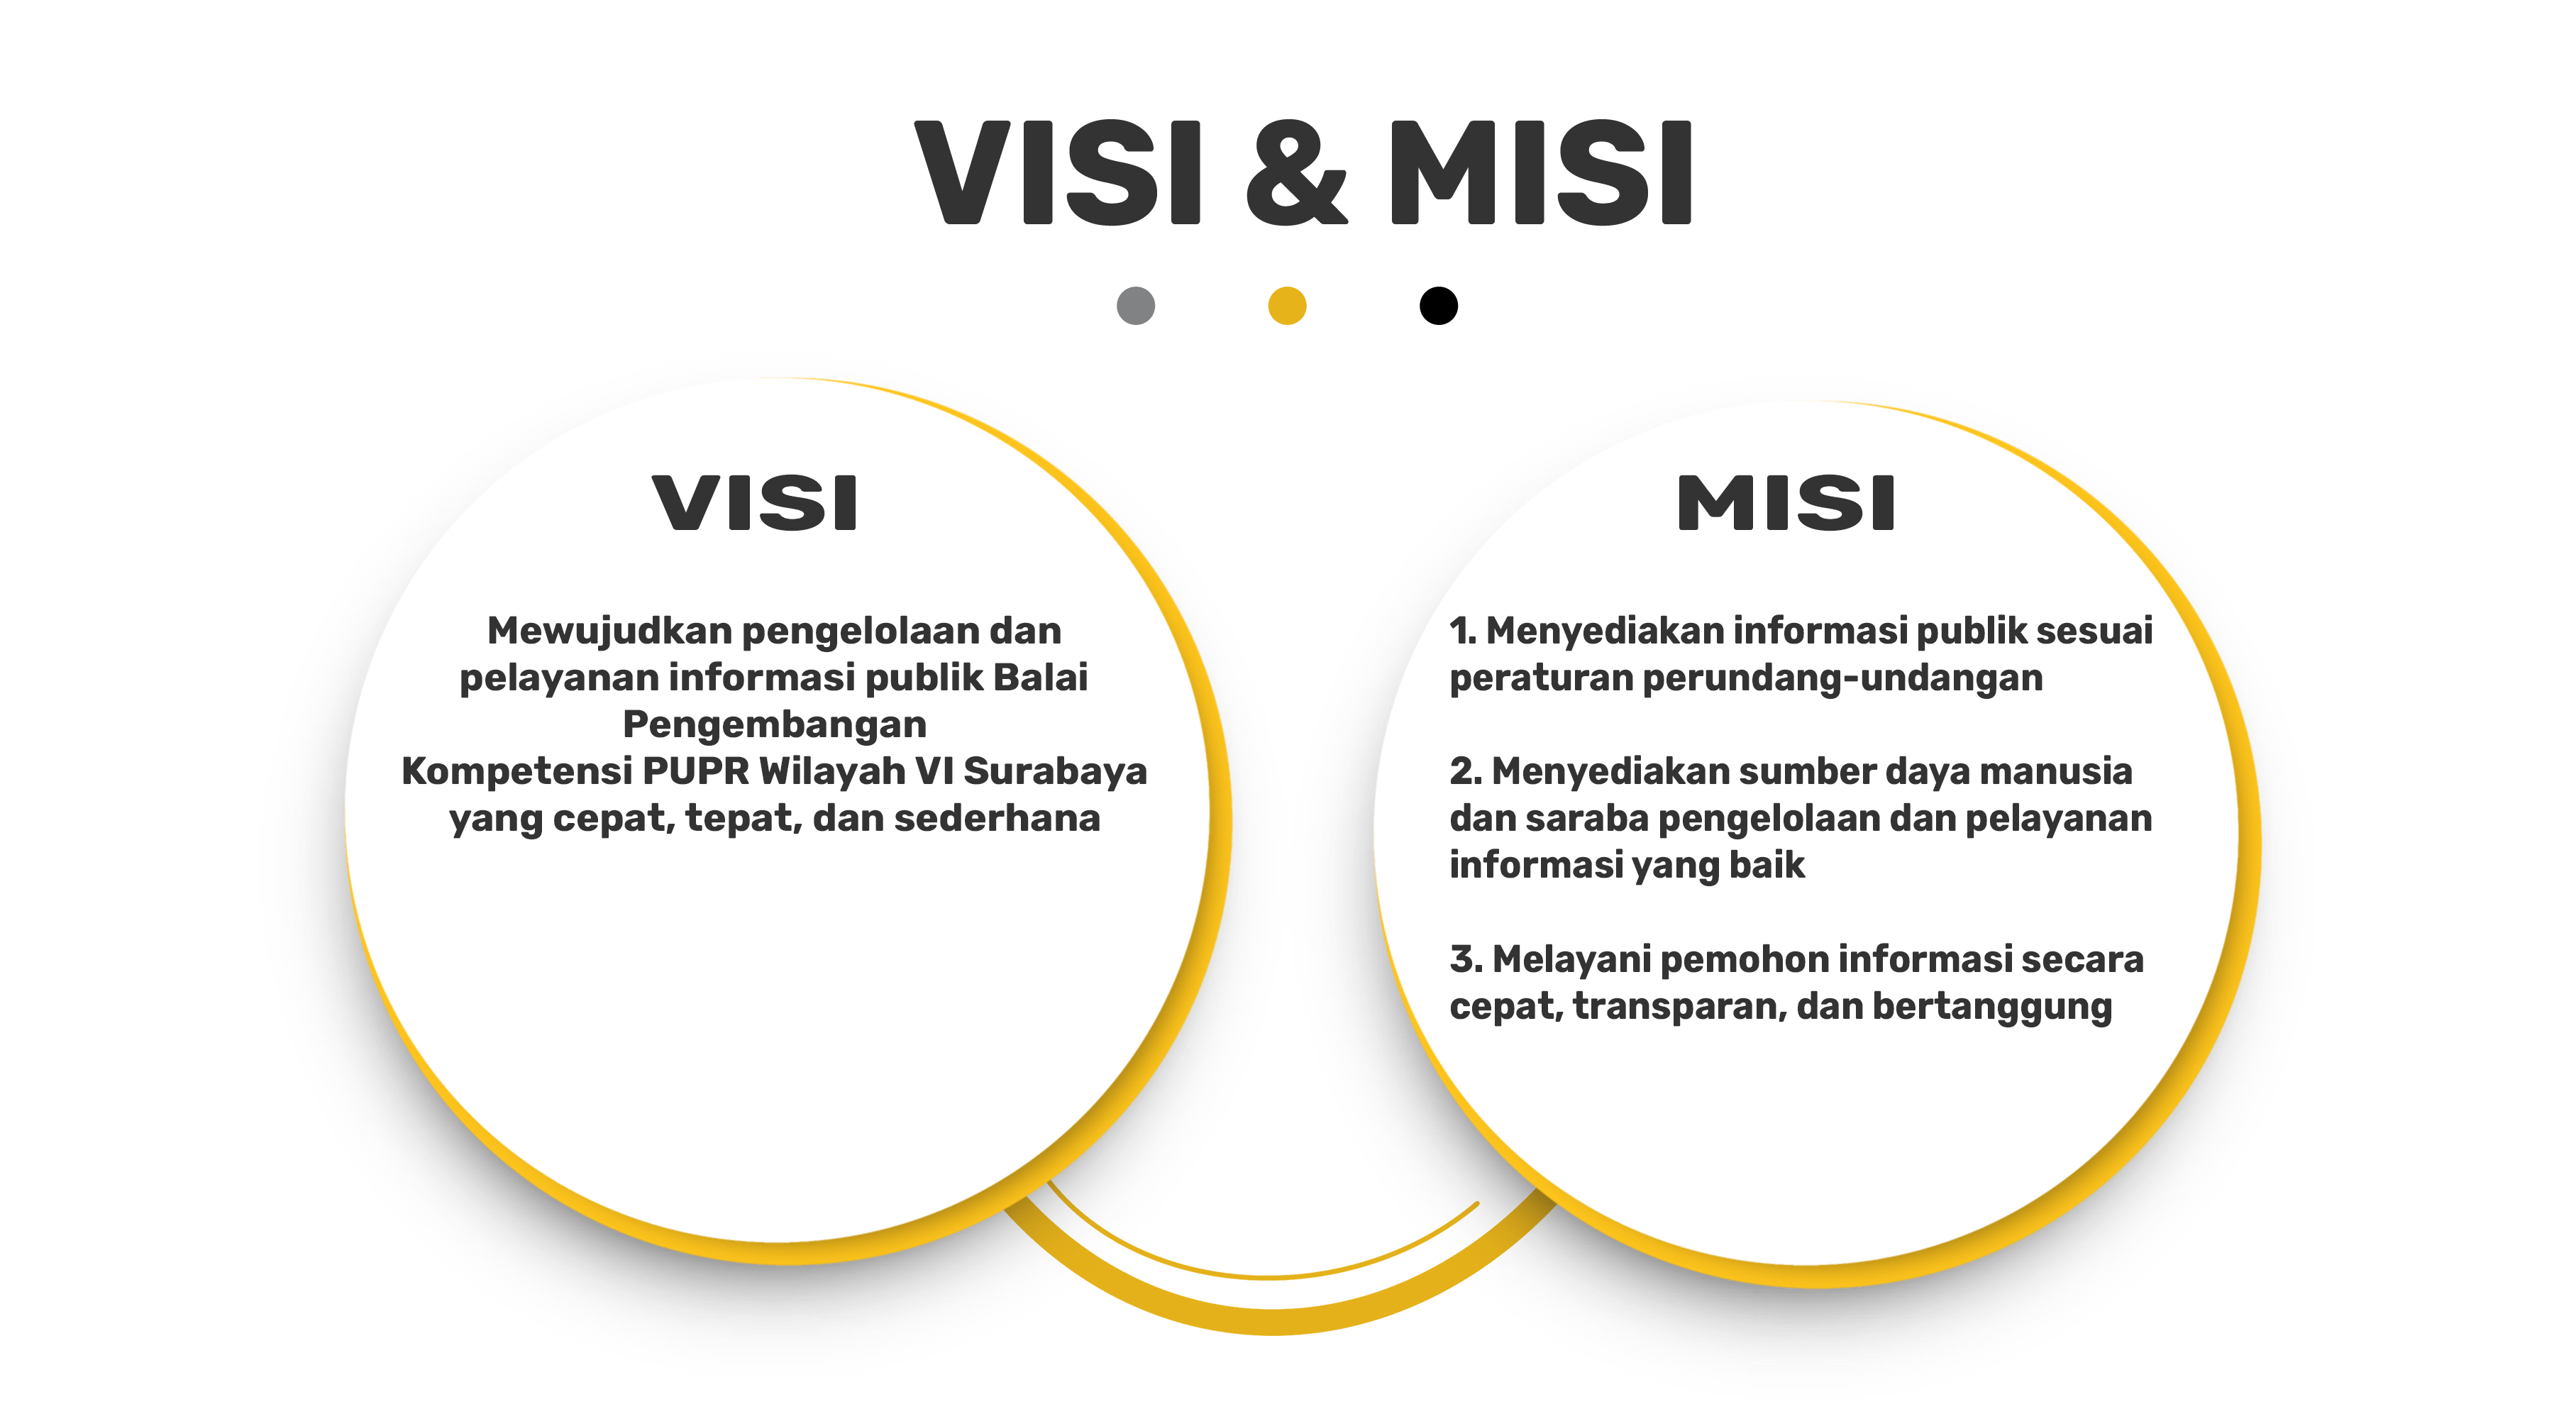 VISI & MISI
VISI
Mewujudkan pengelolaan dan
pelayanan informasi publik Balai
Pengembangan
Kompetensi PUPR Wilayah VI Surabaya
yang cepat, tepat, dan sederhana
MISI
1. Menyediakan informasi publik sesuai
peraturan perundang-undangan
2. Menyediakan sumber daya manusia
dan saraba pengelolaan dan pelayanan
informasi yang baik
3. Melayani pemohon informasi secara
cepat, transparan, dan bertanggung